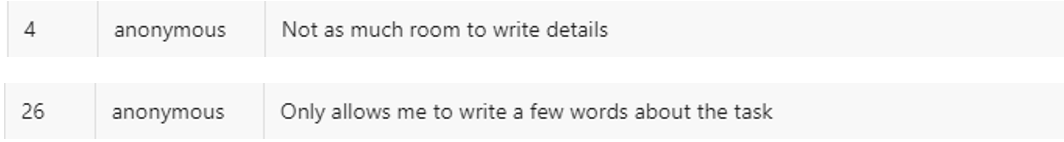 4 anonymous Not as much room to write details
26 anonymous Only allows me to write a few words about the task